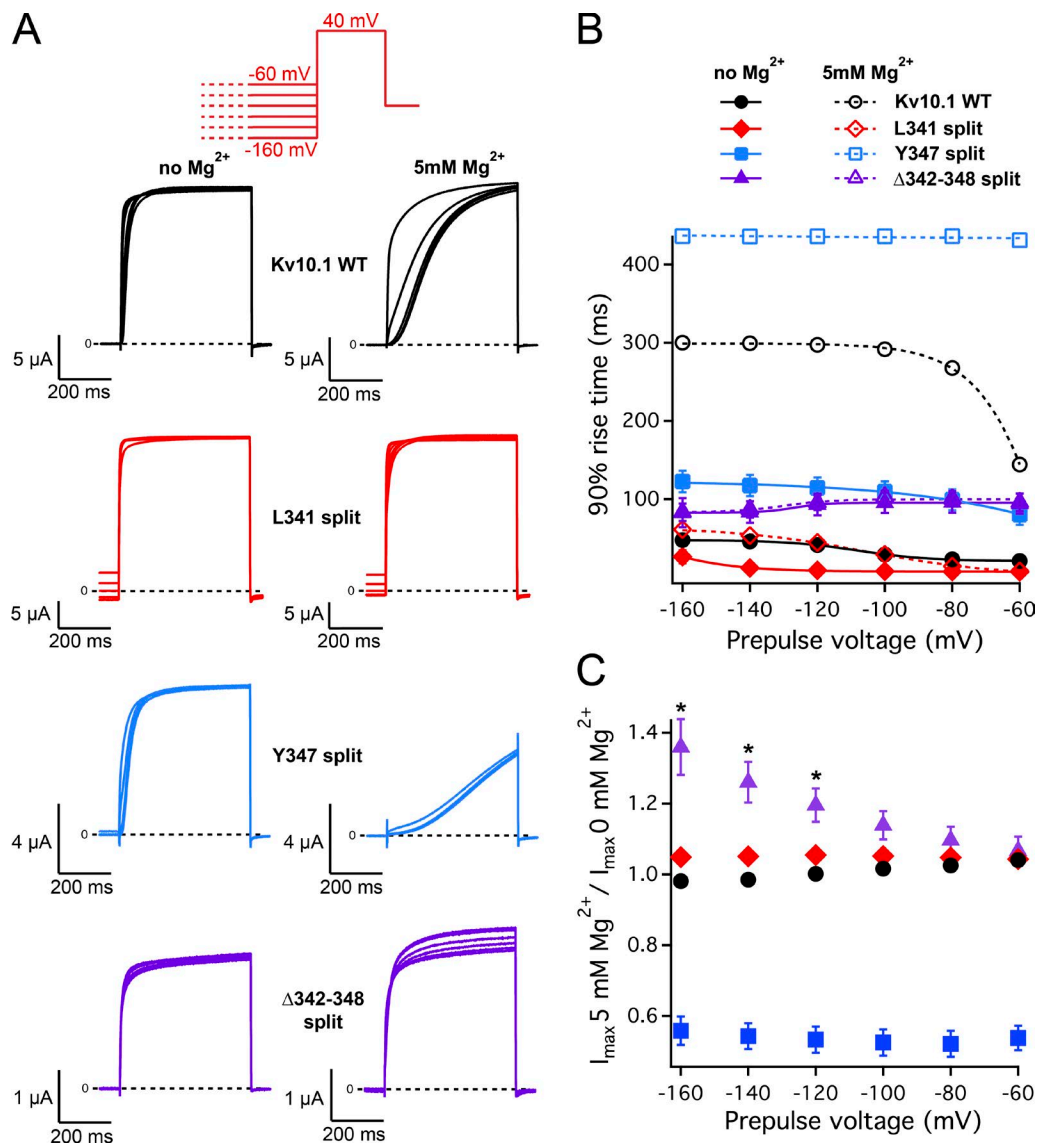 A
40 mV
-60 mV
-160 mV
no Mg2+
5mM Mg2+
0
Kv10.1 WT
5 µA
200 ms
5 µA
200 ms
0
L341 split
0
5 µA
200 ms
5 µA
200 ms
0
Y347 split
0
4 µA
200 ms
4 µA
200 ms
0
Δ342-348
split
0
1 µA
200 ms
1 µA
200 ms
B
no Mg2+ 5mM Mg2+
Kv10.1 WT
L341 split
Y347 split
Δ342-348 split
90% rise time (ms)
400
300
200
100
-160 -140 -120 -100 -80 -60
Prepulse voltage (mV)
C
Imax 5 mM Mg2+ / Imax 0 mM Mg2+
1.4
1.2
1.0
0.8
0.6
* * *
-160 -140 -120 -100 -80 -60
Prepulse voltage (mV)